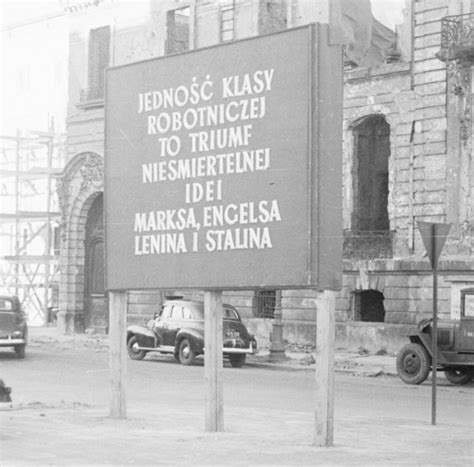 JEDNOŚĆ KLASY
ROBOTNICZEJ
TO TRIUMF
NIEŚMIERTELNEJ
IDEI
MARKSA, ENGELSA
LENINA I STALINA